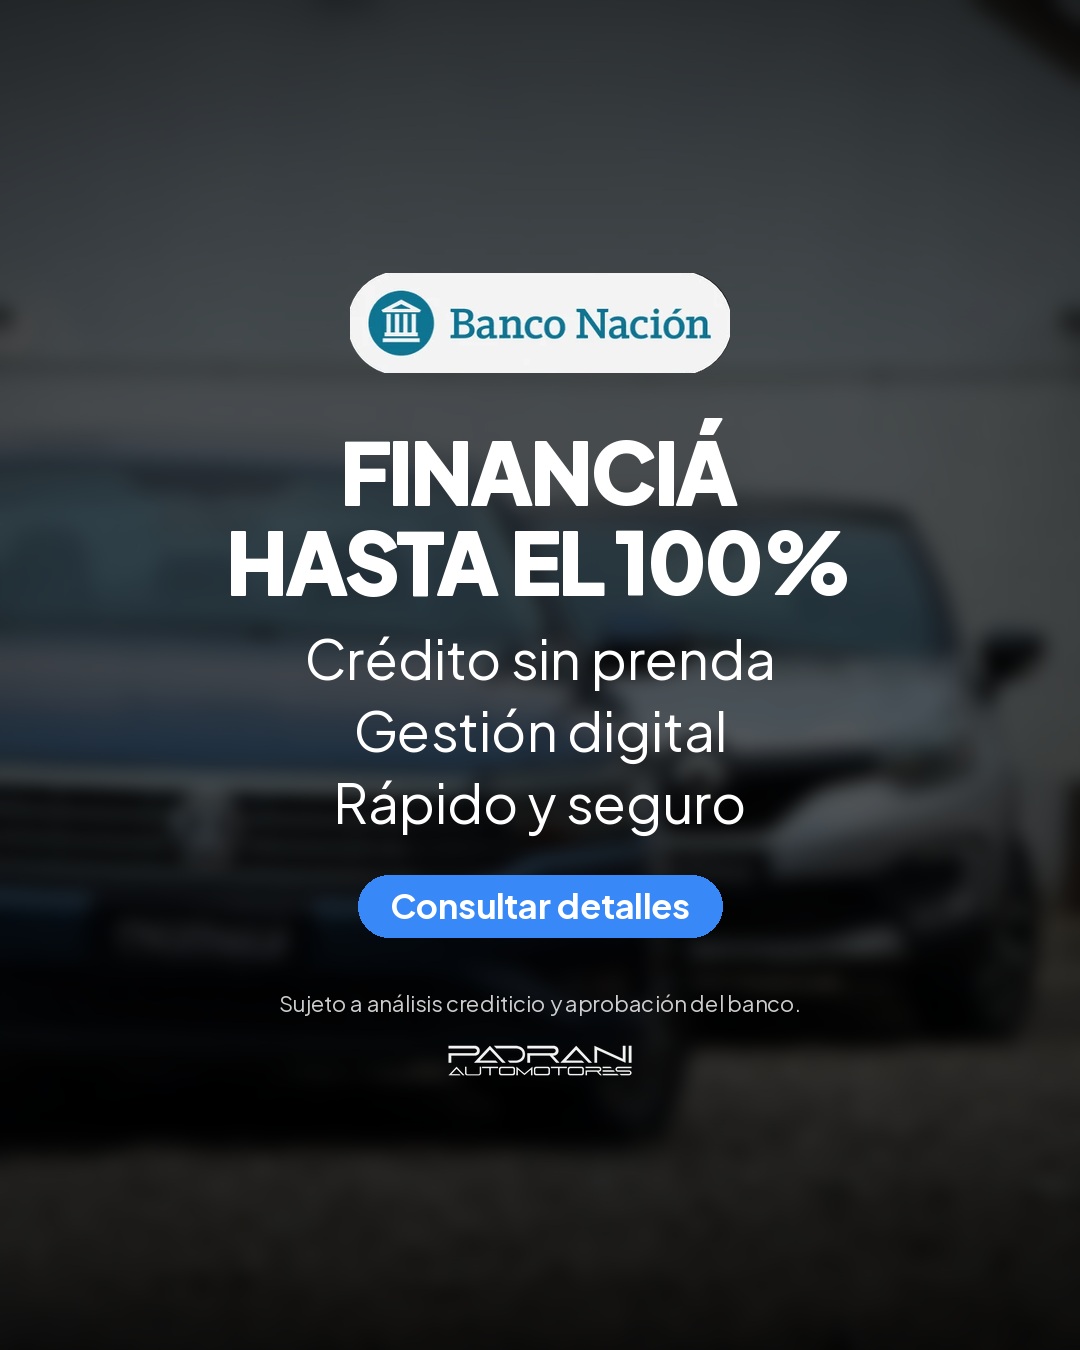 Banco Nación
FINANCIÁ
HASTA EL 100%
Crédito sin prenda
Gestión digital
Rápido y seguro
Consultar detalles
Sujeto a análisis crediticio y aprobación del banco.
PADRANI
AUTOMOTORES